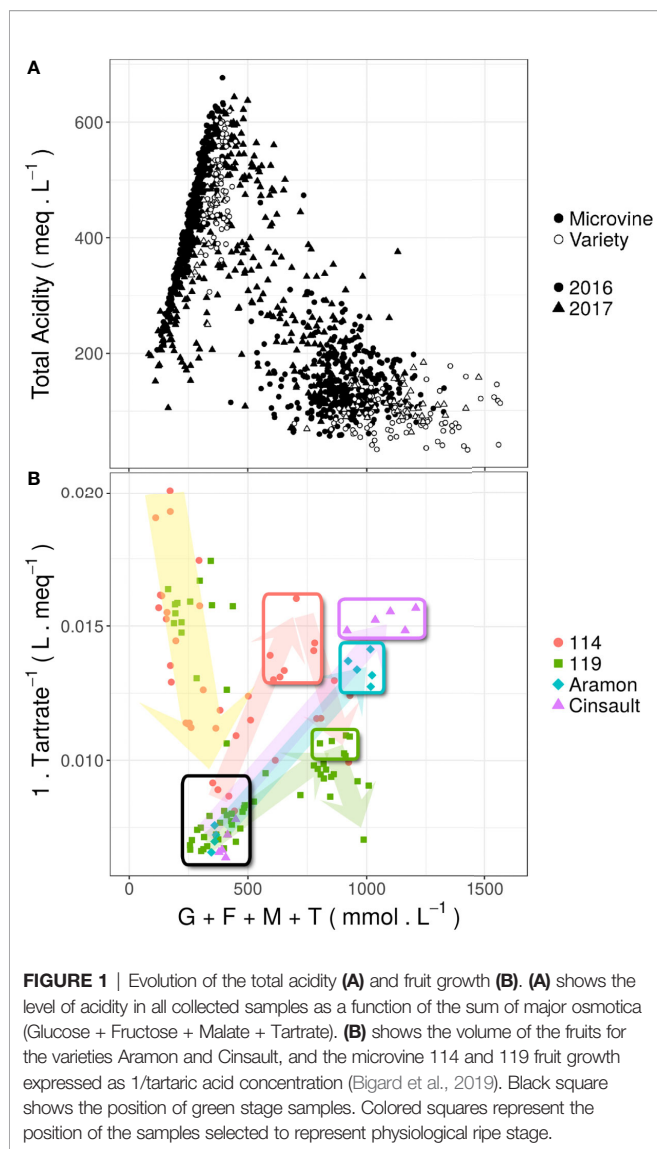 A
Total Acidity ( meq . L⁻¹ )
600
400
200
Microvine
Variety
2016
2017
B
1 . Tartrate⁻¹ ( L . meq⁻¹ )
0.020
0.015
0.010
114
119
Aramon
Cinsault
0 500 1000 1500
G + F + M + T ( mmol . L⁻¹ )
FIGURE 1 | Evolution of the total acidity (A) and fruit growth (B). (A) shows the
level of acidity in all collected samples as a function of the sum of major osmotica
(Glucose + Fructose + Malate + Tartrate). (B) shows the volume of the fruits for
the varieties Aramon and Cinsault, and the microvine 114 and 119 fruit growth
expressed as 1/tartaric acid concentration (Bigard et al., 2019). Black square
shows the position of green stage samples. Colored squares represent the
position of the samples selected to represent physiological ripe stage.